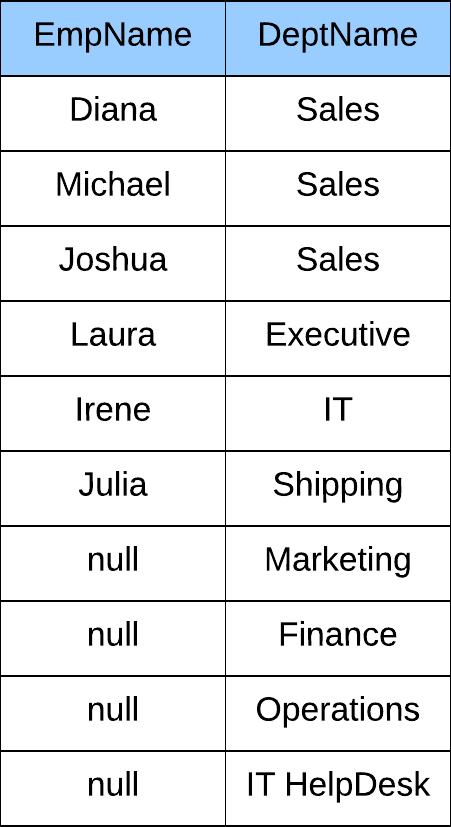 EmpName DeptName
Diana Sales
Michael Sales
Joshua Sales
Laura Executive
Irene IT
Julia Shipping
null Marketing
null Finance
null Operations
null IT HelpDesk